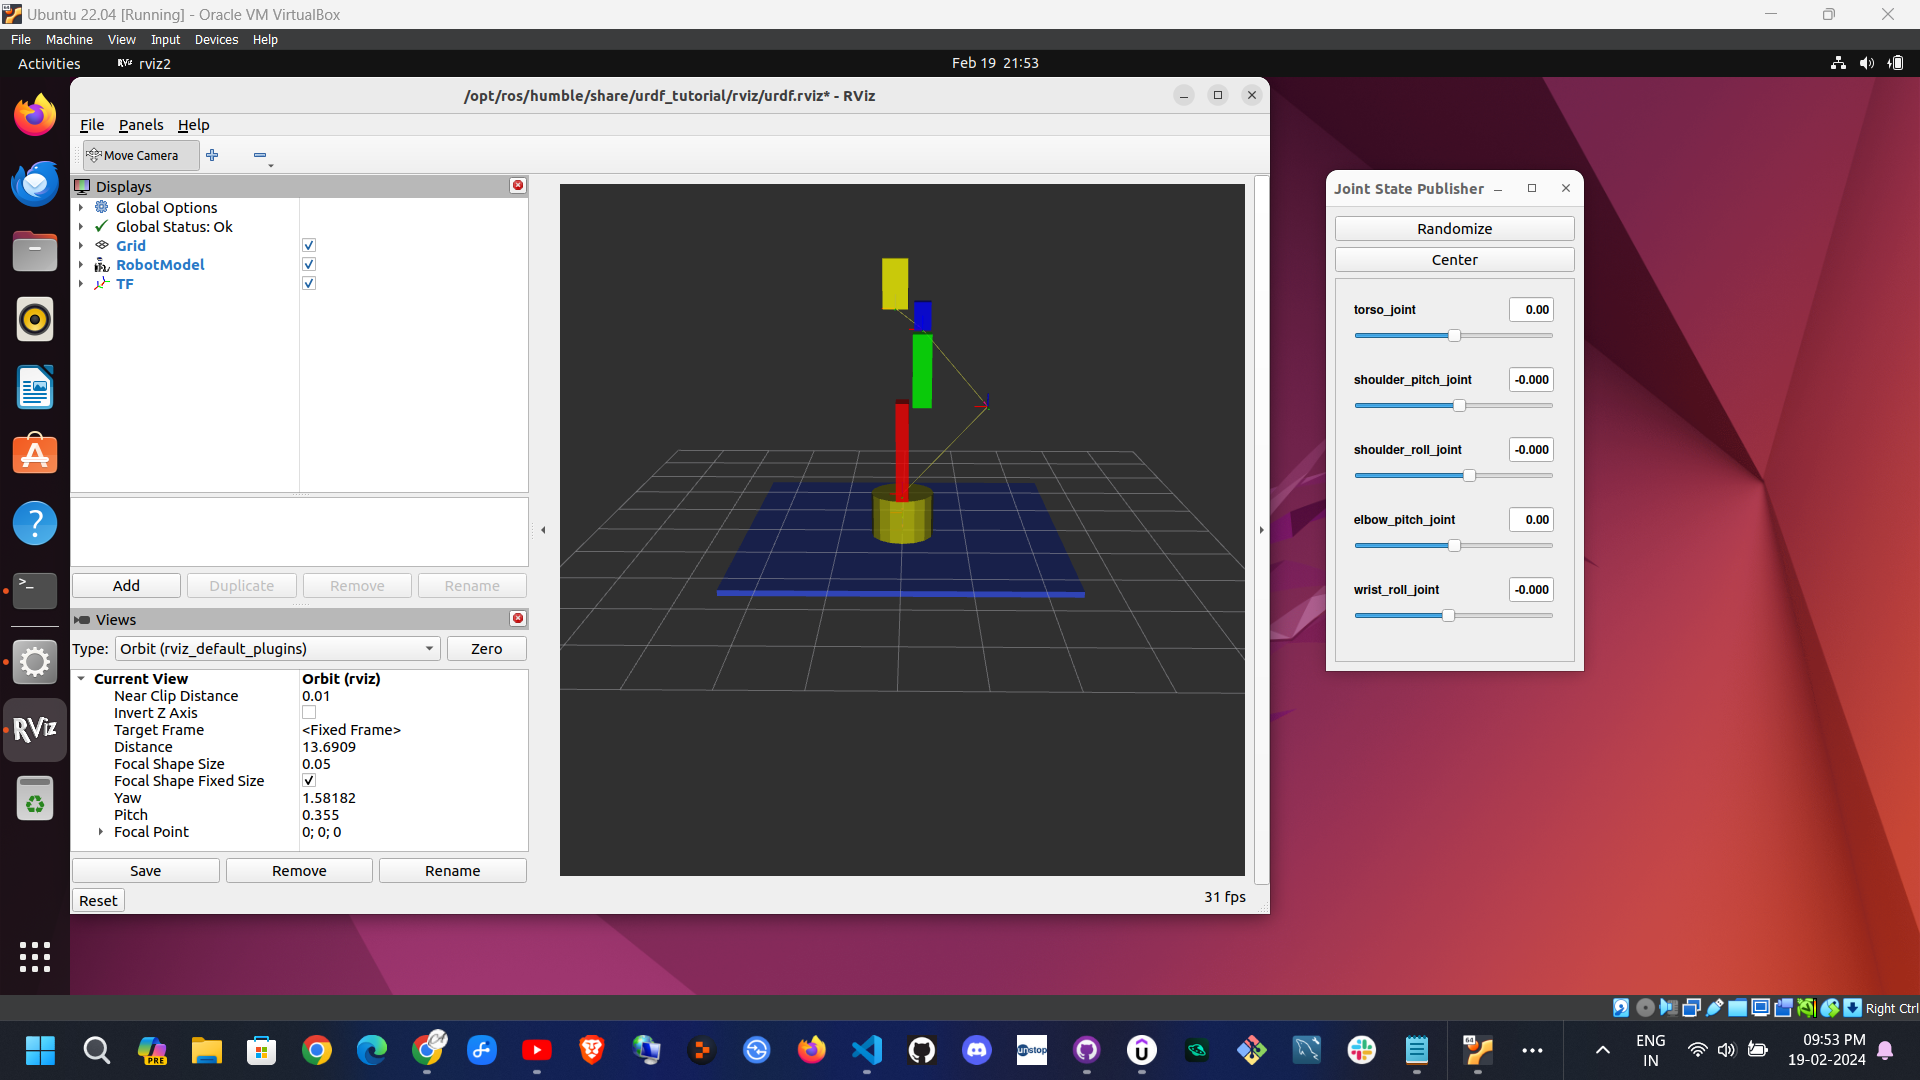 Ubuntu 22.04 [Running] - Oracle VM VirtualBox
File Machine View Input Devices Help
Activities RViz rviz2 Feb 19 21:53
/opt/ros/humble/share/urdf_tutorial/rviz/urdf.rviz* - RViz
File Panels Help
Move Camera
Displays
Global Options
Global Status: Ok
Grid
RobotModel
TF
Add Duplicate Remove Rename
Views
Type: Orbit (rviz_default_plugins) Zero
Current View Orbit (rviz)
Near Clip Distance 0.01
Invert Z Axis
Target Frame <Fixed Frame>
Distance 13.6909
Focal Shape Size 0.05
Focal Shape Fixed Size
Yaw 1.58182
Pitch 0.355
Focal Point 0; 0; 0
Save Remove Rename
Reset
31 fps
Joint State Publisher
Randomize
Center
torso_joint 0.00
shoulder_pitch_joint -0.000
shoulder_roll_joint -0.000
elbow_pitch_joint 0.00
wrist_roll_joint -0.000
RViz
Right Ctrl
PRE
unstop
64
ENG
IN
09:53 PM
19-02-2024